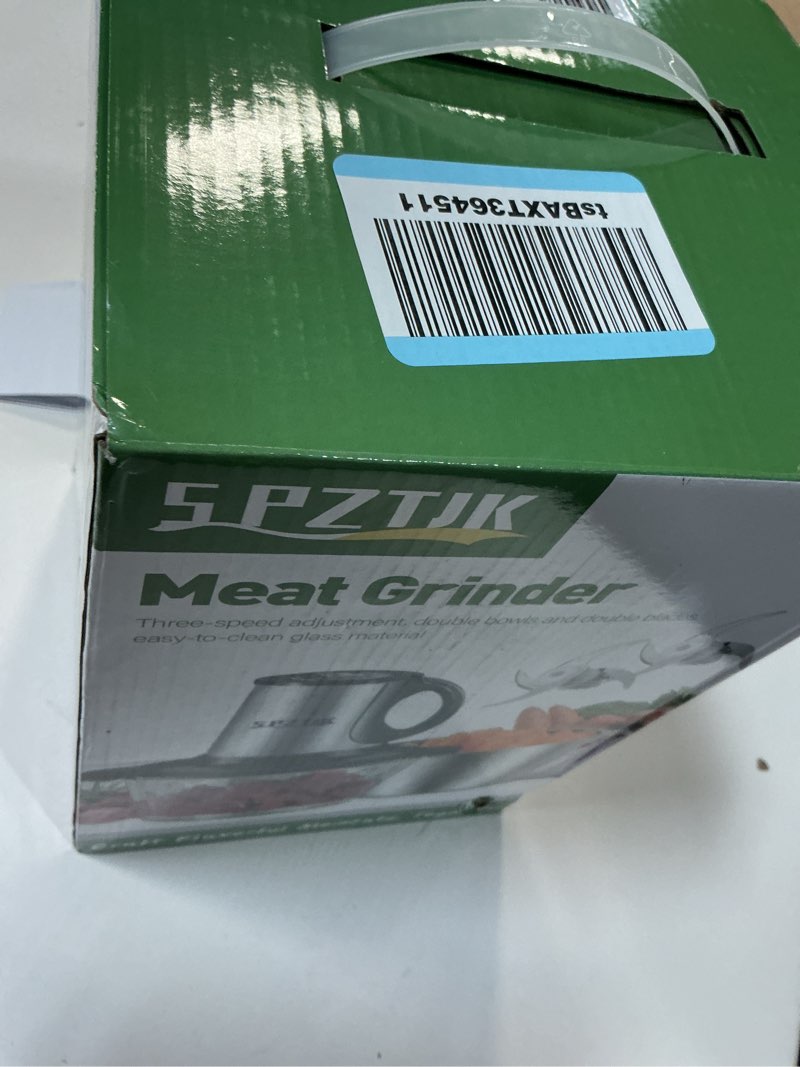 tsBAXT364511
SPZTJK
Meat Grinder
Three-speed adjustment, double bowls and double blades
easy-to-clean glass material
SPZTJK